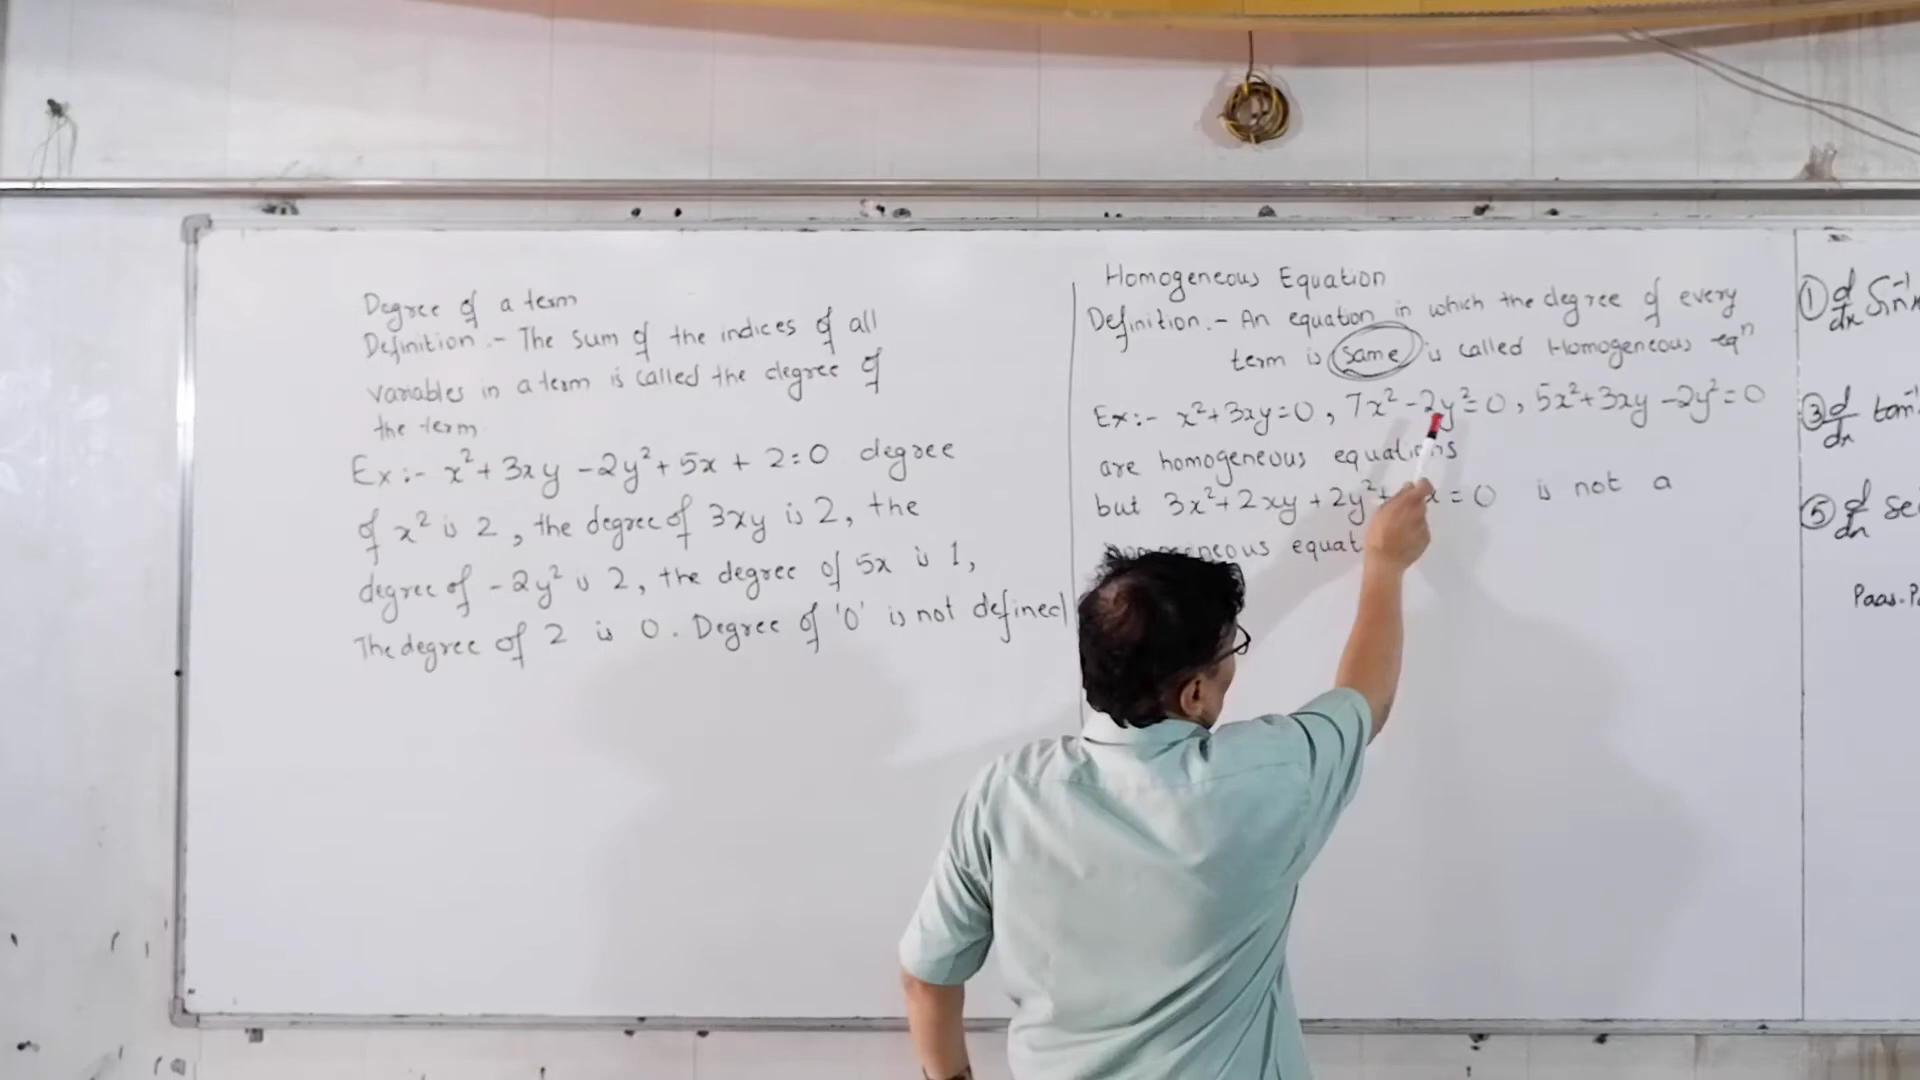 Degree of a term
Definition :- The sum of the indices of all
variables in a term is called the degree of
the term
Ex :- x²+3xy -2y²+5x+2=0 degree
of x² is 2, the degree of 3xy is 2, the
degree of -2y² is 2, the degree of 5x is 1,
The degree of 2 is 0. Degree of '0' is not defined
Homogeneous Equation
Definition :- An equation in which the degree of every
term is same is called Homogeneous eqⁿ
Ex :- x²+3xy=0, 7x²-2y²=0, 5x²+3xy-2y²=0
are homogeneous equations
but 3x²+2xy+2y²+ x=0 is not a
equat
① d/dx Sin⁻¹x
③ d/dx tan⁻¹
⑤ d/dx Se